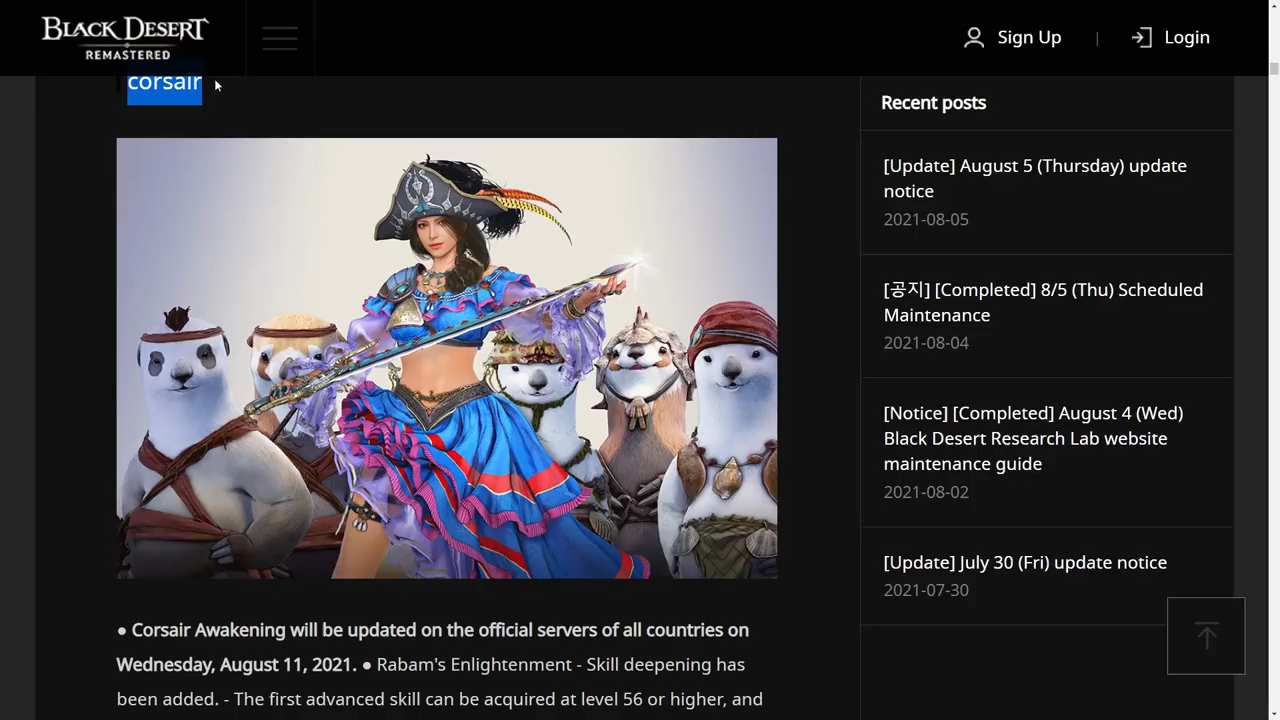 BLACK DESERT
REMASTERED
Sign Up
|
Login
corsair
Recent posts
[Update] August 5 (Thursday) update
notice
2021-08-05
[공지] [Completed] 8/5 (Thu) Scheduled
Maintenance
2021-08-04
[Notice] [Completed] August 4 (Wed)
Black Desert Research Lab website
maintenance guide
2021-08-02
[Update] July 30 (Fri) update notice
2021-07-30
● Corsair Awakening will be updated on the official servers of all countries on
Wednesday, August 11, 2021. ● Rabam's Enlightenment - Skill deepening has
been added. - The first advanced skill can be acquired at level 56 or higher, and